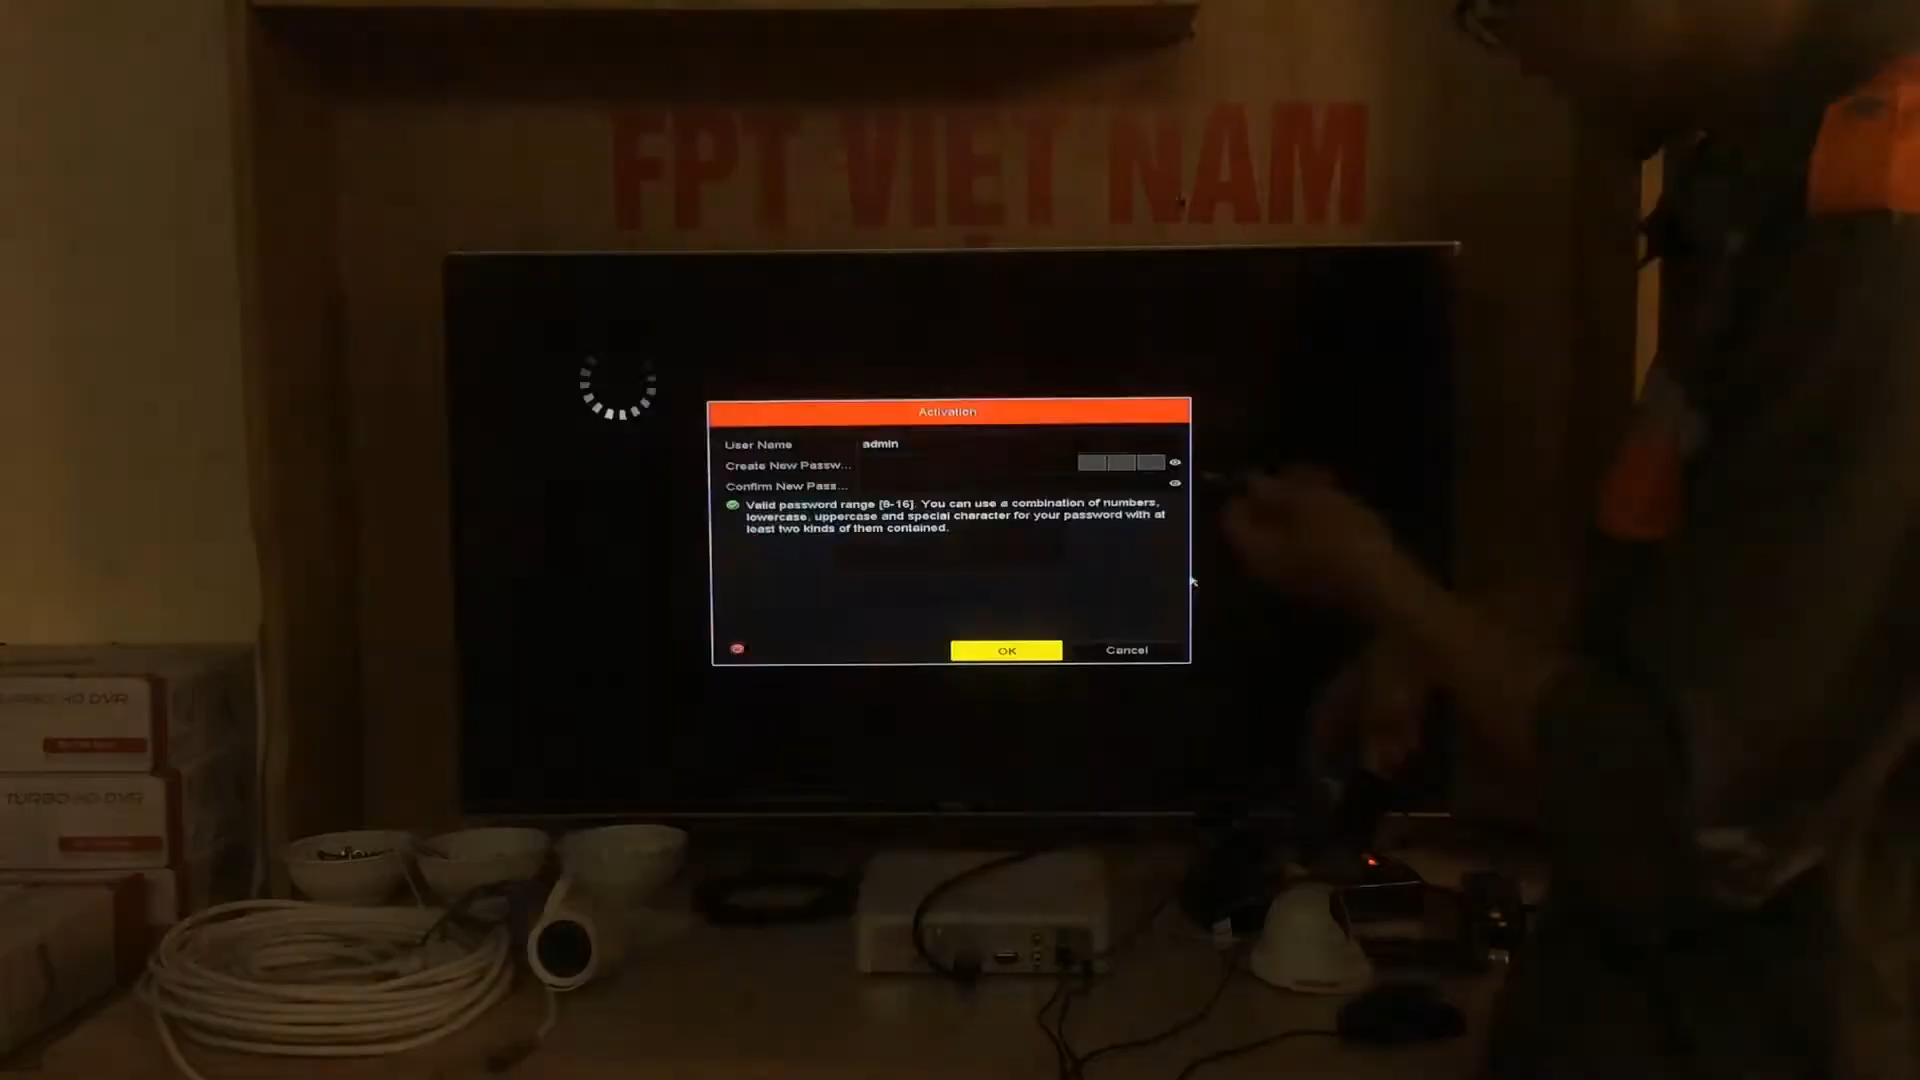 FPT VIỆT NAM
Activation
User Name admin
Create New Passw...
Confirm New Pass...
Valid password range [8-16]. You can use a combination of numbers,
lowercase, uppercase and special character for your password with at
least two kinds of them contained.
OK Cancel
TURBO HD DVR
TURBO HD DVR